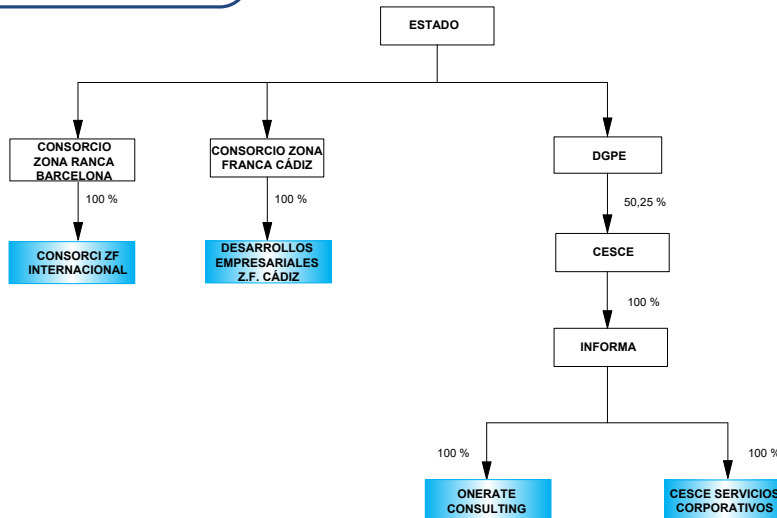 ESTADO
CONSORCIO
ZONA RANCA
BARCELONA
CONSORCIO ZONA
FRANCA CÁDIZ
DGPE
100 %
100 %
50,25 %
CONSORCI ZF
INTERNACIONAL
DESARROLLOS
EMPRESARIALES
Z.F. CÁDIZ
CESCE
100 %
INFORMA
100 %
100 %
ONERATE
CONSULTING
CESCE SERVICIOS
CORPORATIVOS